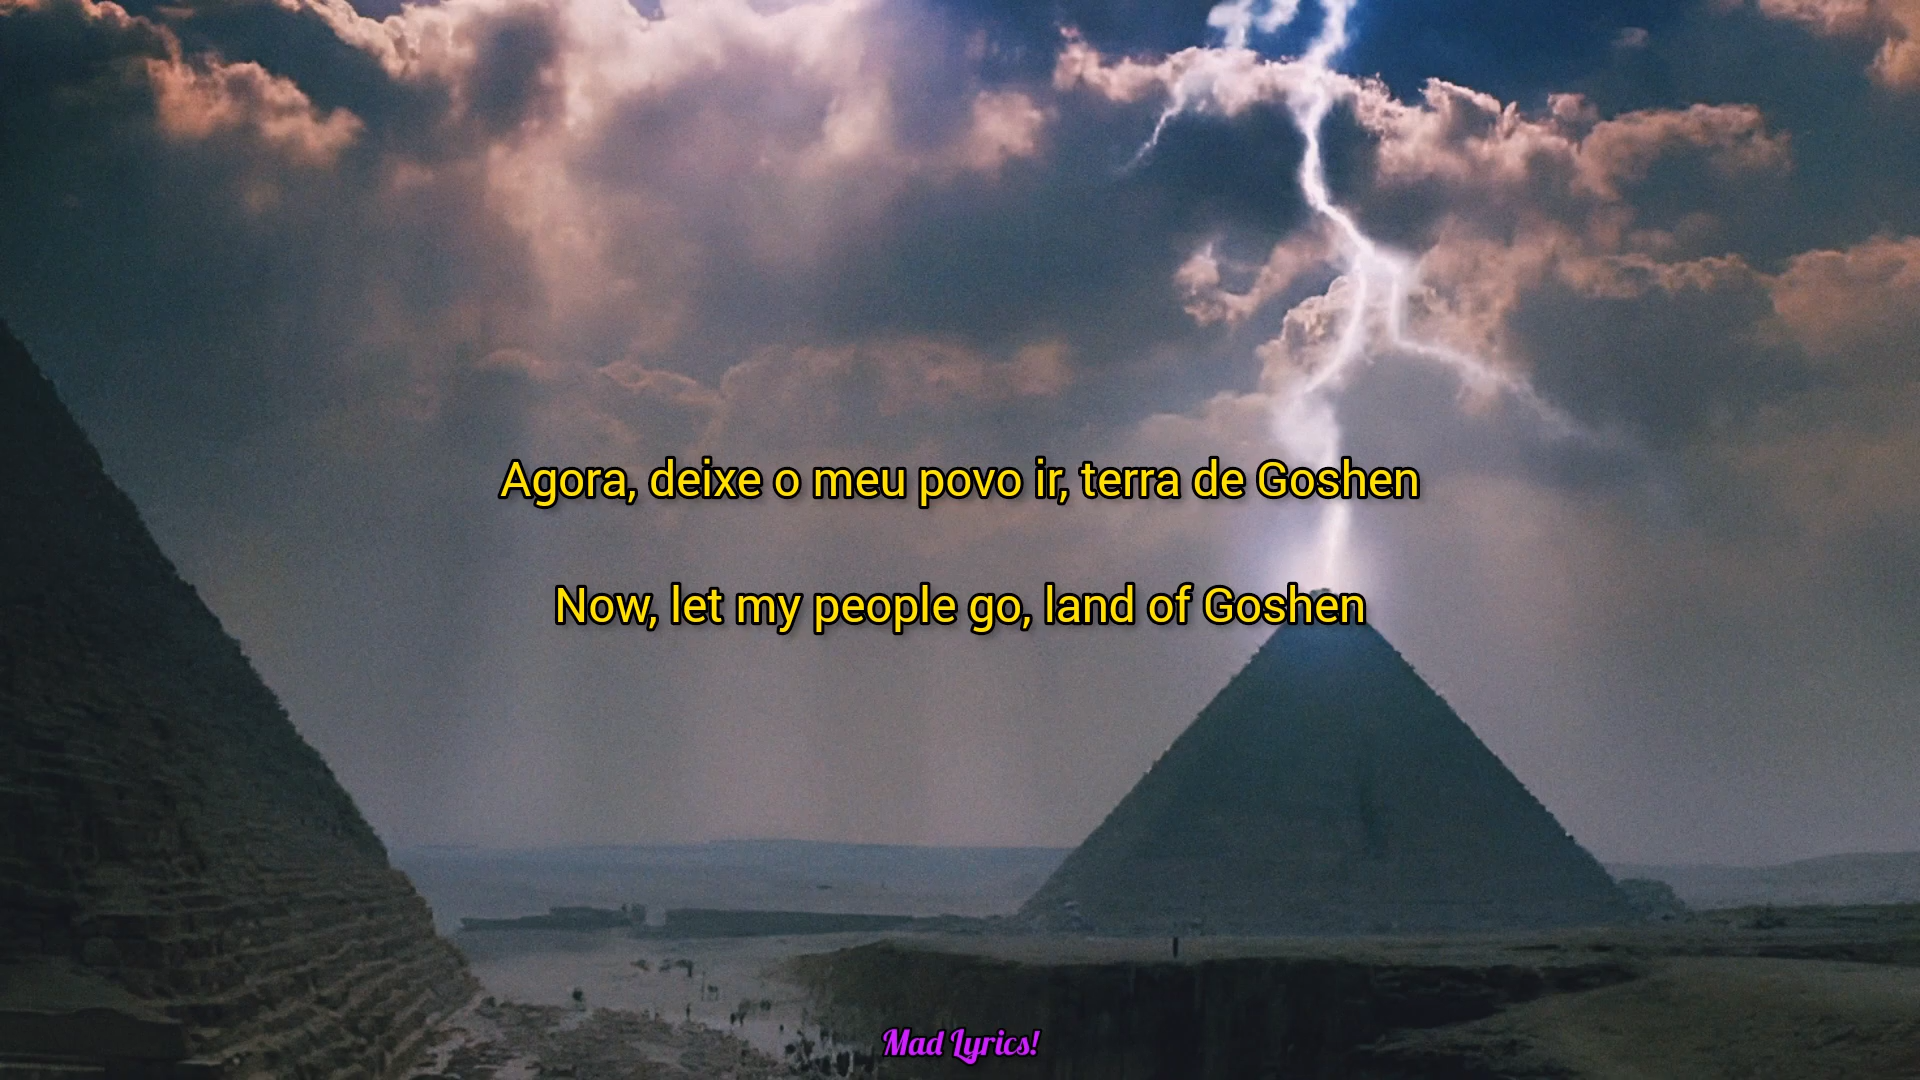 Agora, deixe o meu povo ir, terra de Goshen
Now, let my people go, land of Goshen
Mad Lyrics!